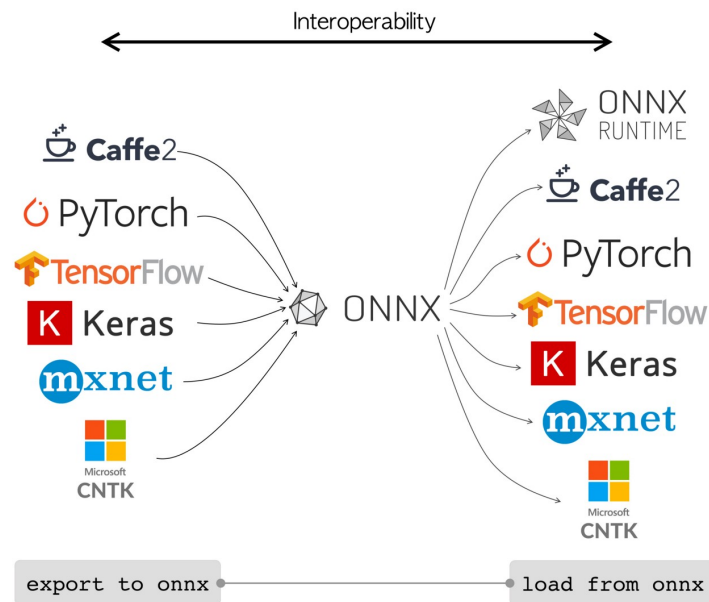 Interoperability
Caffe2
PyTorch
TensorFlow
K Keras
mxnet
Microsoft
CNTK
ONNX
ONNX
RUNTIME
Caffe2
PyTorch
TensorFlow
K Keras
mxnet
Microsoft
CNTK
export to onnx
load from onnx